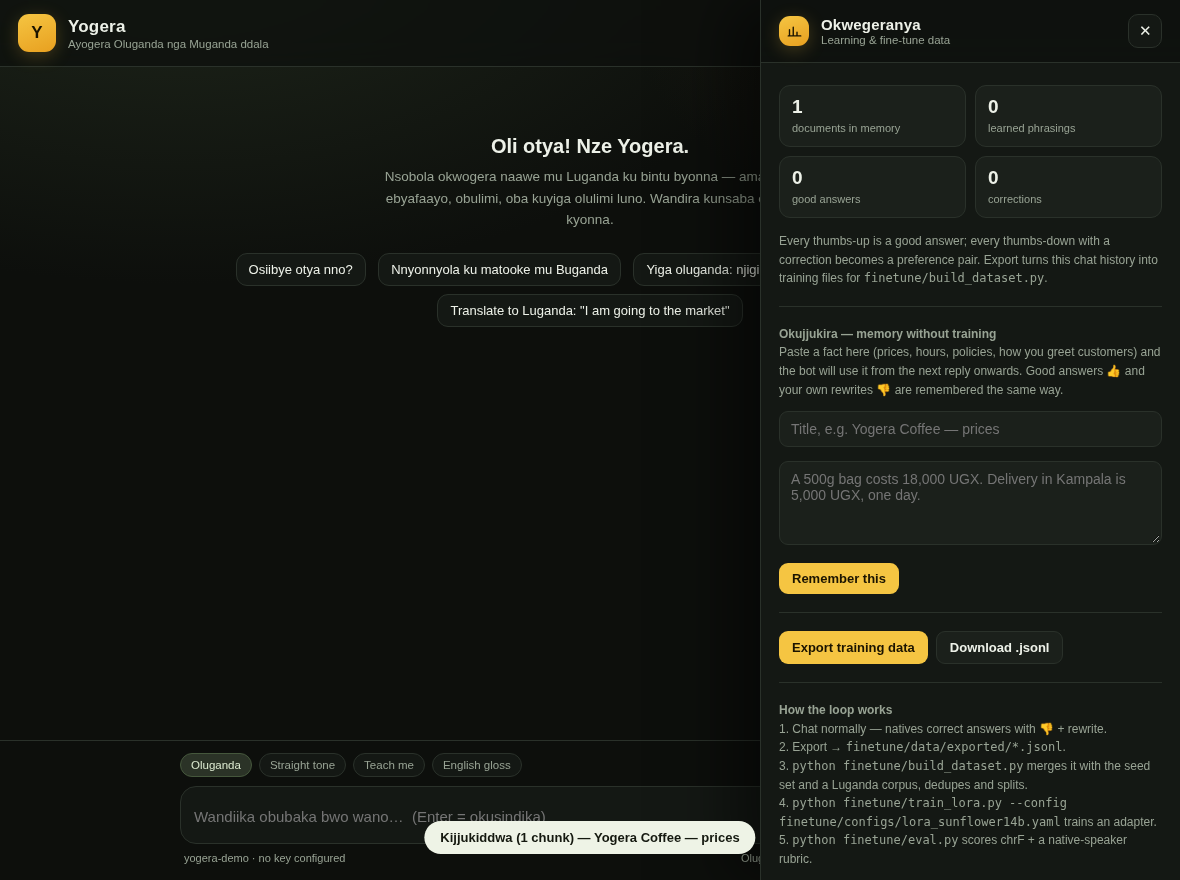 Y
Yogera
Ayogera Oluganda nga Muganda ddala
Oli otya! Nze Yogera.
Nsobola okwogera naawe mu Luganda ku bintu byonna —
ebyafaayo, obulimi, oba kuyiga olulimi luno. Wandira kunsaba
kyonna.
Osiibye otya nno?
Nnyonnyola ku matooke mu Buganda
Yiga oluganda:
Translate to Luganda: "I am going to the market"
Oluganda
Straight tone
Teach me
English gloss
Wandiika obubaka bwo wano… (Enter = okusindika)
yogera-demo · no key configured
Kijjukiddwa (1 chunk) — Yogera Coffee — prices
Okwegeranya
Learning & fine-tune data
✕
1
documents in memory
0
learned phrasings
0
good answers
0
corrections
Every thumbs-up is a good answer; every thumbs-down with a
correction becomes a preference pair. Export turns this chat history into
training files for finetune/build_dataset.py.
Okujjukira — memory without training
Paste a fact here (prices, hours, policies, how you greet customers) and
the bot will use it from the next reply onwards. Good answers 👍 and
your own rewrites 👎 are remembered the same way.
Title, e.g. Yogera Coffee — prices
A 500g bag costs 18,000 UGX. Delivery in Kampala is
5,000 UGX, one day.
Remember this
Export training data
Download .jsonl
How the loop works
1. Chat normally — natives correct answers with 👎 + rewrite.
2. Export → finetune/data/exported/*.jsonl.
3. python finetune/build_dataset.py merges it with the seed
set and a Luganda corpus, dedupes and splits.
4. python finetune/train_lora.py --config
finetune/configs/lora_sunflower14b.yaml trains an adapter.
5. python finetune/eval.py scores chrF + a native-speaker
rubric.